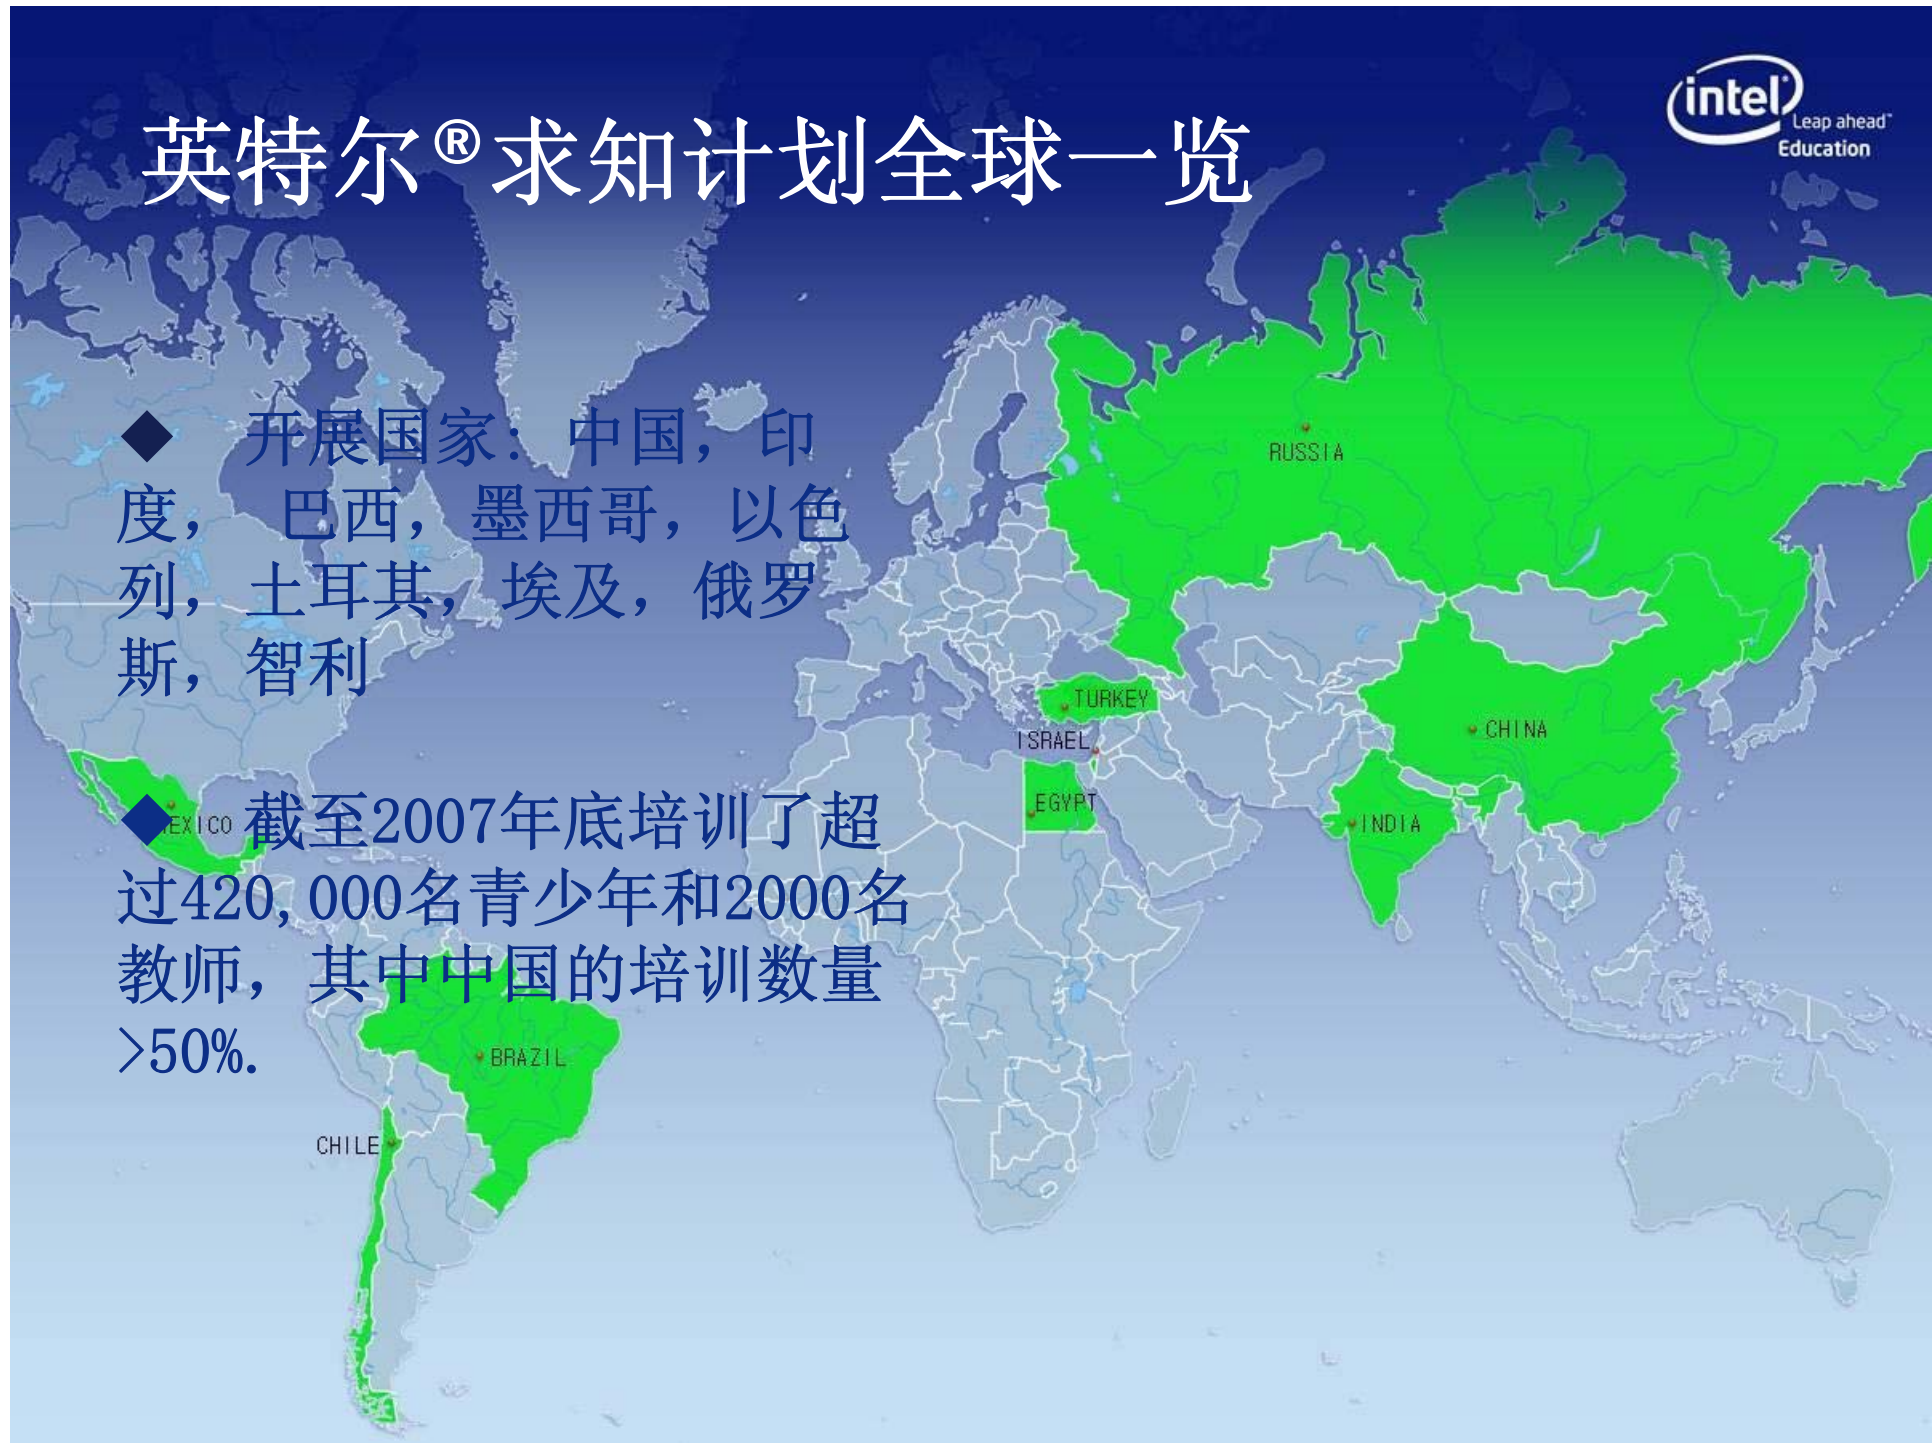 intel®
Leap ahead™
Education
英特尔®求知计划全球一览
◆ 开展国家：中国，印
度， 巴西，墨西哥，以色
列，土耳其，埃及，俄罗
斯，智利
◆ 截至2007年底培训了超
过420,000名青少年和2000名
教师，其中中国的培训数量
>50%.
RUSSIA
TURKEY
ISRAEL
CHINA
EGYPT
INDIA
MEXICO
BRAZIL
CHILE